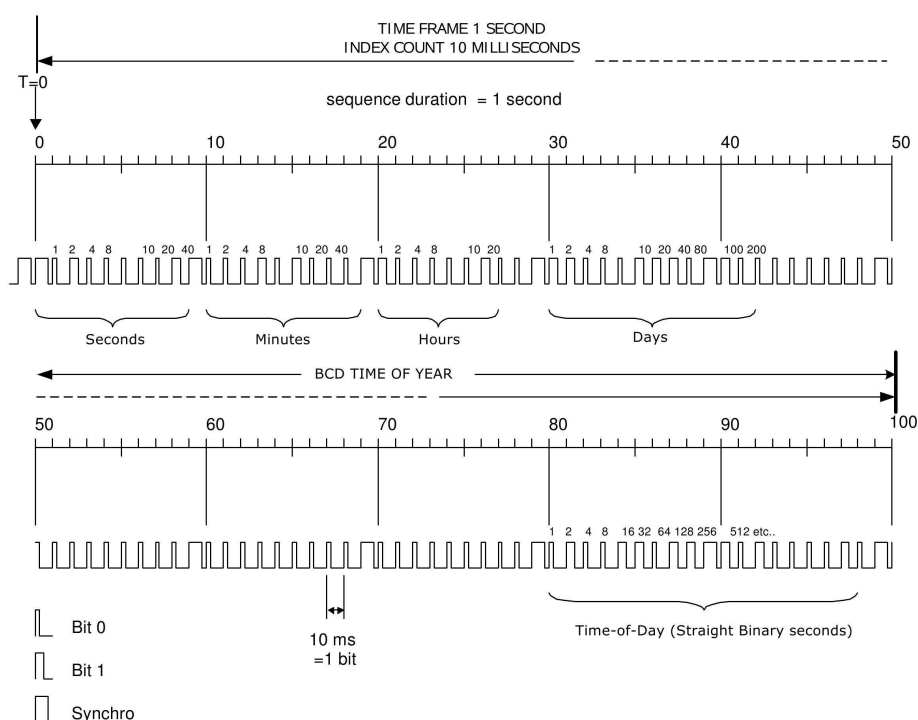 TIME FRAME 1 SECOND
INDEX COUNT 10 MILLISECONDS
T=0
sequence duration = 1 second
0 10 20 30 40 50
1 2 4 8 10 20 40 1 2 4 8 10 20 40 1 2 4 8 10 20 1 2 4 8 10 20 40 80 100 200
Seconds Minutes Hours Days
BCD TIME OF YEAR
50 60 70 80 90 100
1 2 4 8 16 32 64 128 256 512 etc..
Bit 0
10 ms
=1 bit
Time-of-Day (Straight Binary seconds)
Bit 1
Synchro